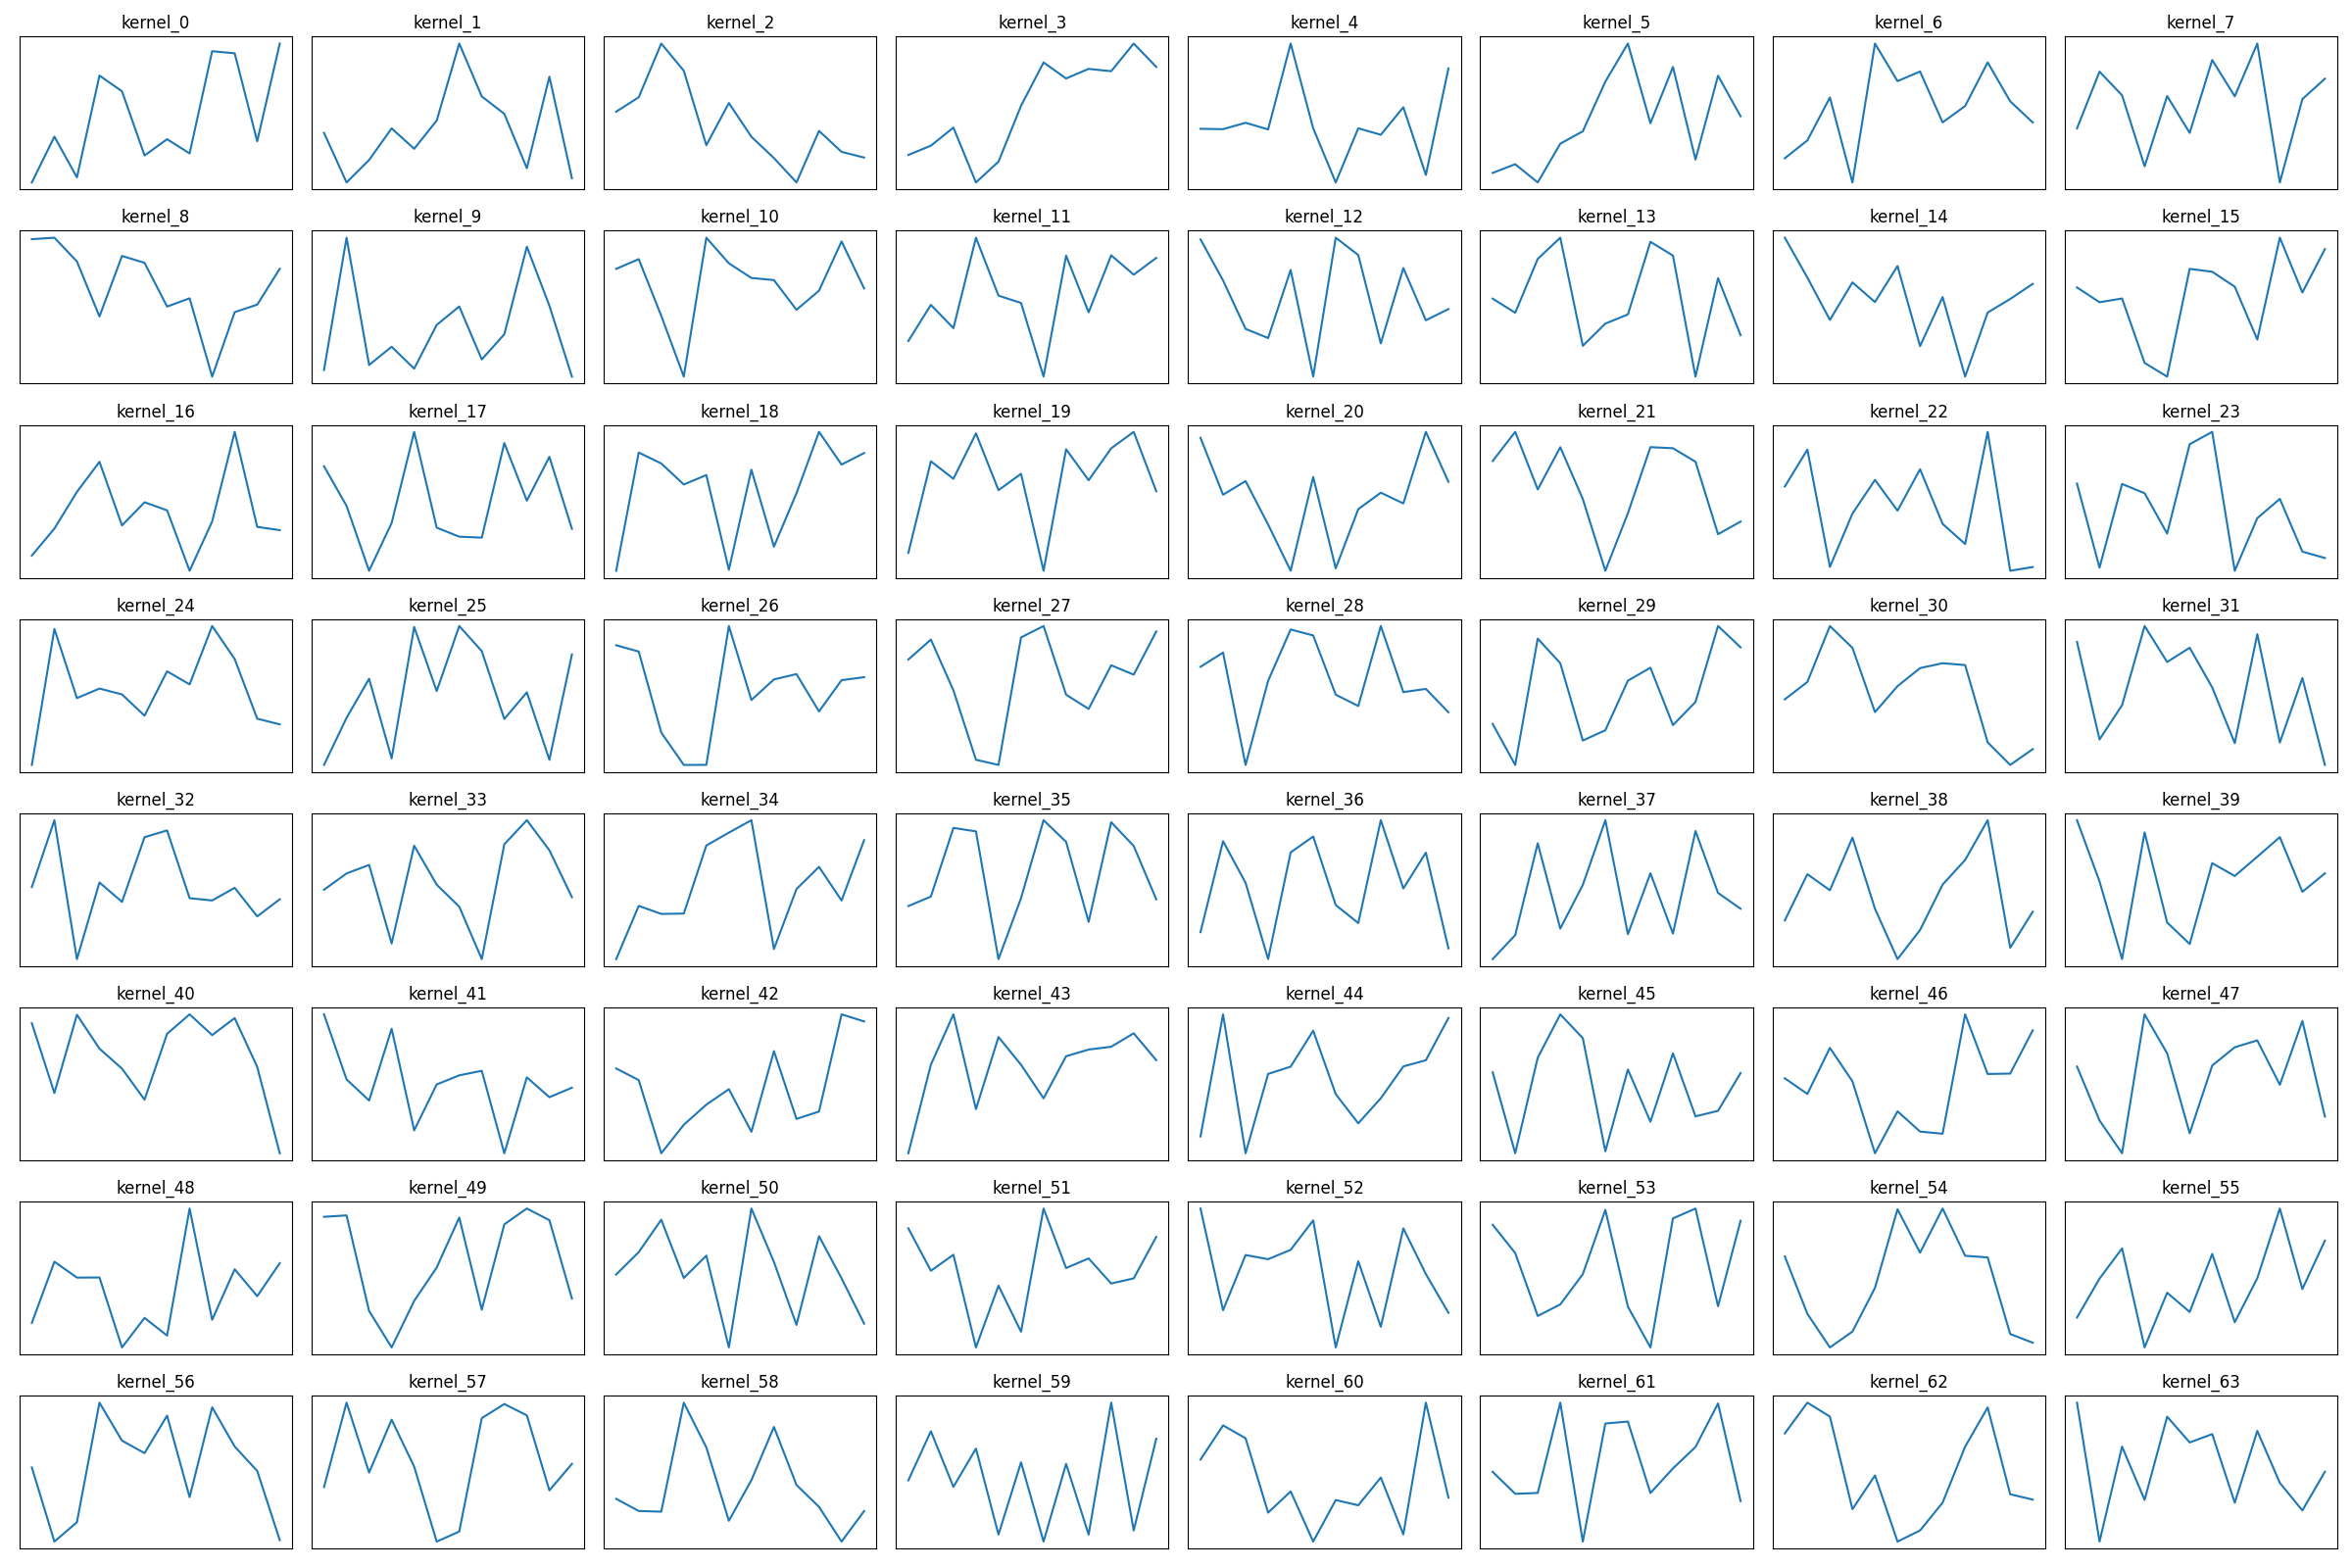 kernel_0 kernel_1 kernel_2 kernel_3 kernel_4 kernel_5 kernel_6 kernel_7
kernel_8 kernel_9 kernel_10 kernel_11 kernel_12 kernel_13 kernel_14 kernel_15
kernel_16 kernel_17 kernel_18 kernel_19 kernel_20 kernel_21 kernel_22 kernel_23
kernel_24 kernel_25 kernel_26 kernel_27 kernel_28 kernel_29 kernel_30 kernel_31
kernel_32 kernel_33 kernel_34 kernel_35 kernel_36 kernel_37 kernel_38 kernel_39
kernel_40 kernel_41 kernel_42 kernel_43 kernel_44 kernel_45 kernel_46 kernel_47
kernel_48 kernel_49 kernel_50 kernel_51 kernel_52 kernel_53 kernel_54 kernel_55
kernel_56 kernel_57 kernel_58 kernel_59 kernel_60 kernel_61 kernel_62 kernel_63